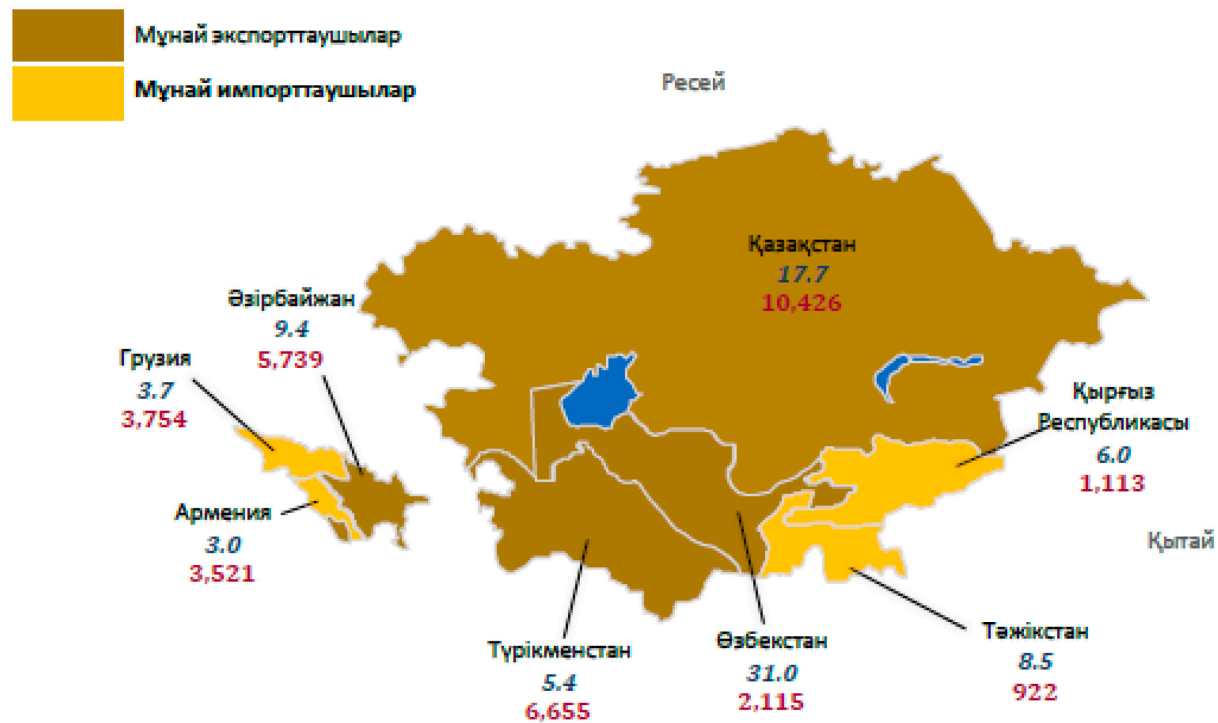 Мұнай экспорттаушылар
Мұнай импорттаушылар
Ресей
Қазақстан
17.7
10,426
Әзірбайжан
9.4
5,739
Грузия
3.7
3,754
Қырғыз
Республикасы
6.0
1,113
Армения
3.0
3,521
Қытай
Түрікменстан
5.4
6,655
Өзбекстан
31.0
2,115
Тәжікстан
8.5
922